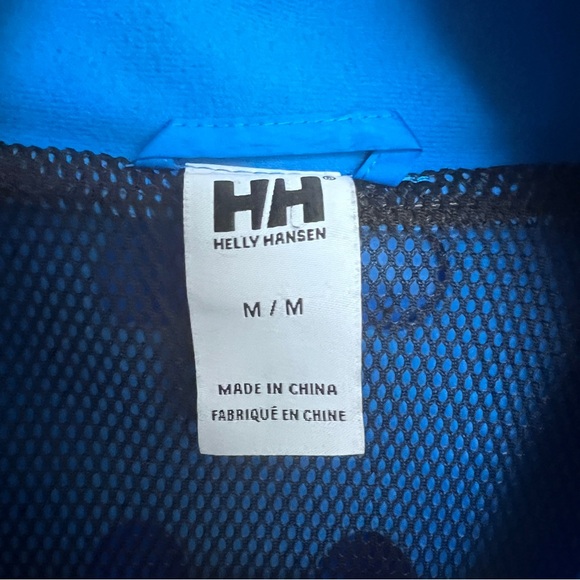 HH®
HELLY HANSEN
M / M
MADE IN CHINA
FABRIQUÉ EN CHINE